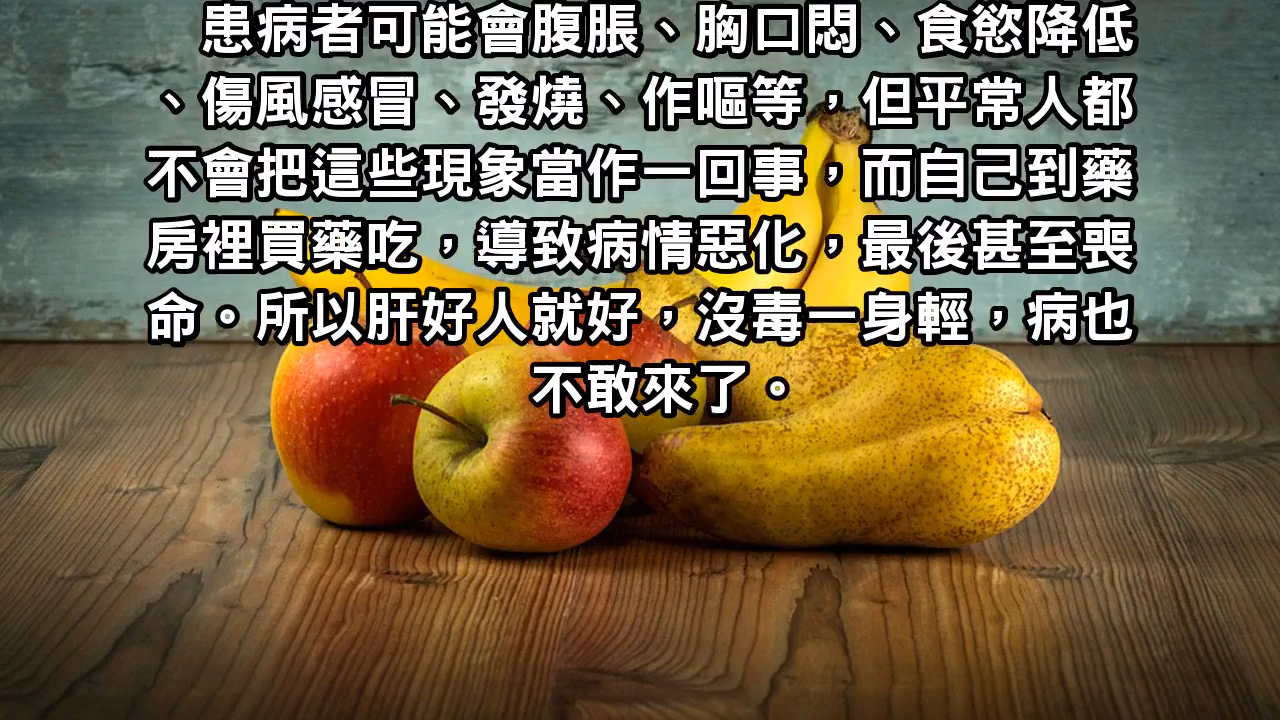 患病者可能會腹脹、胸口悶、食慾降低
、傷風感冒、發燒、作嘔等，但平常人都
不會把這些現象當作一回事，而自己到藥
房裡買藥吃，導致病情惡化，最後甚至喪
命。所以肝好人就好，沒毒一身輕，病也
不敢來了。